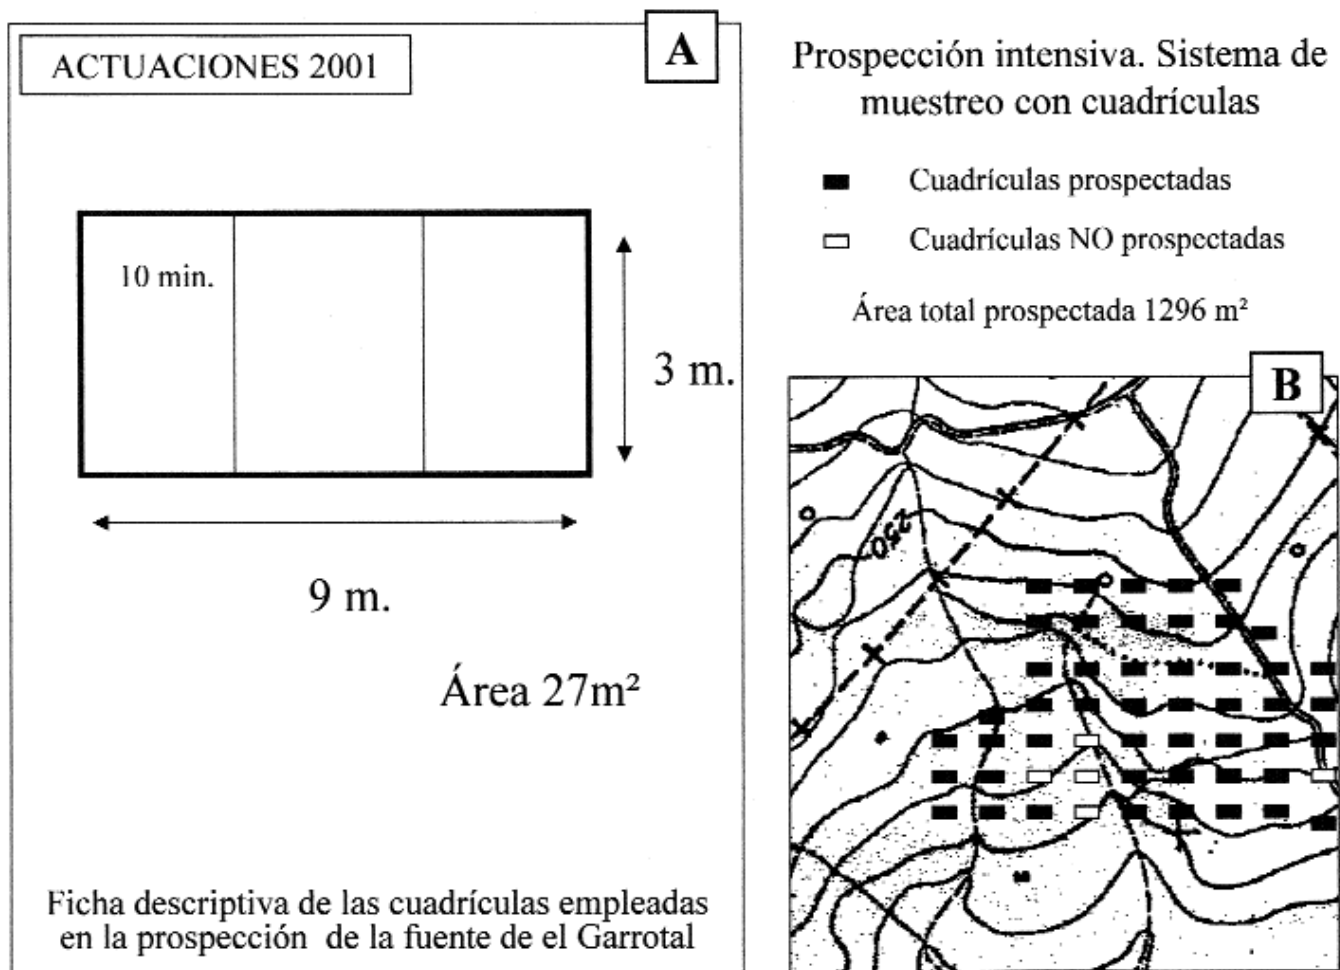 ACTUACIONES 2001
A
10 min.
3 m.
9 m.
Área 27m²
Ficha descriptiva de las cuadrículas empleadas
en la prospección de la fuente de el Garrotal
Prospección intensiva. Sistema de
muestreo con cuadrículas
Cuadrículas prospectadas
Cuadrículas NO prospectadas
Área total prospectada 1296 m²
B
250